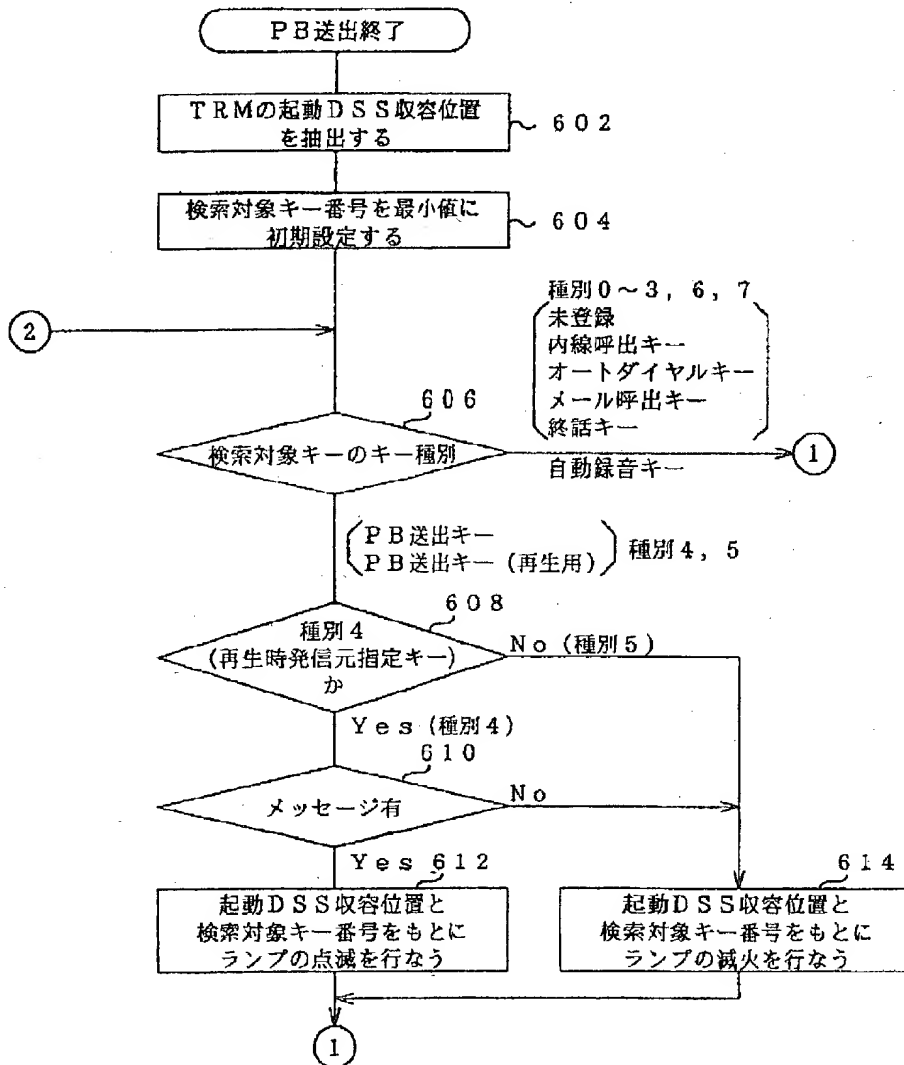 PB送出終了
TRMの起動DSS収容位置
を抽出する
602
検索対象キー番号を最小値に
初期設定する
604
種別0~3,6,7
未登録
内線呼出キー
オートダイヤルキー
メール呼出キー
終話キー
自動録音キー
2
606
検索対象キーのキー種別
1
PB送出キー
PB送出キー(再生用)
種別4,5
608
種別4
(再生時発信元指定キー)
か
No(種別5)
Yes(種別4)
610
メッセージ有
No
Yes
612
614
起動DSS収容位置と
検索対象キー番号をもとに
ランプの点滅を行なう
起動DSS収容位置と
検索対象キー番号をもとに
ランプの滅火を行なう
1